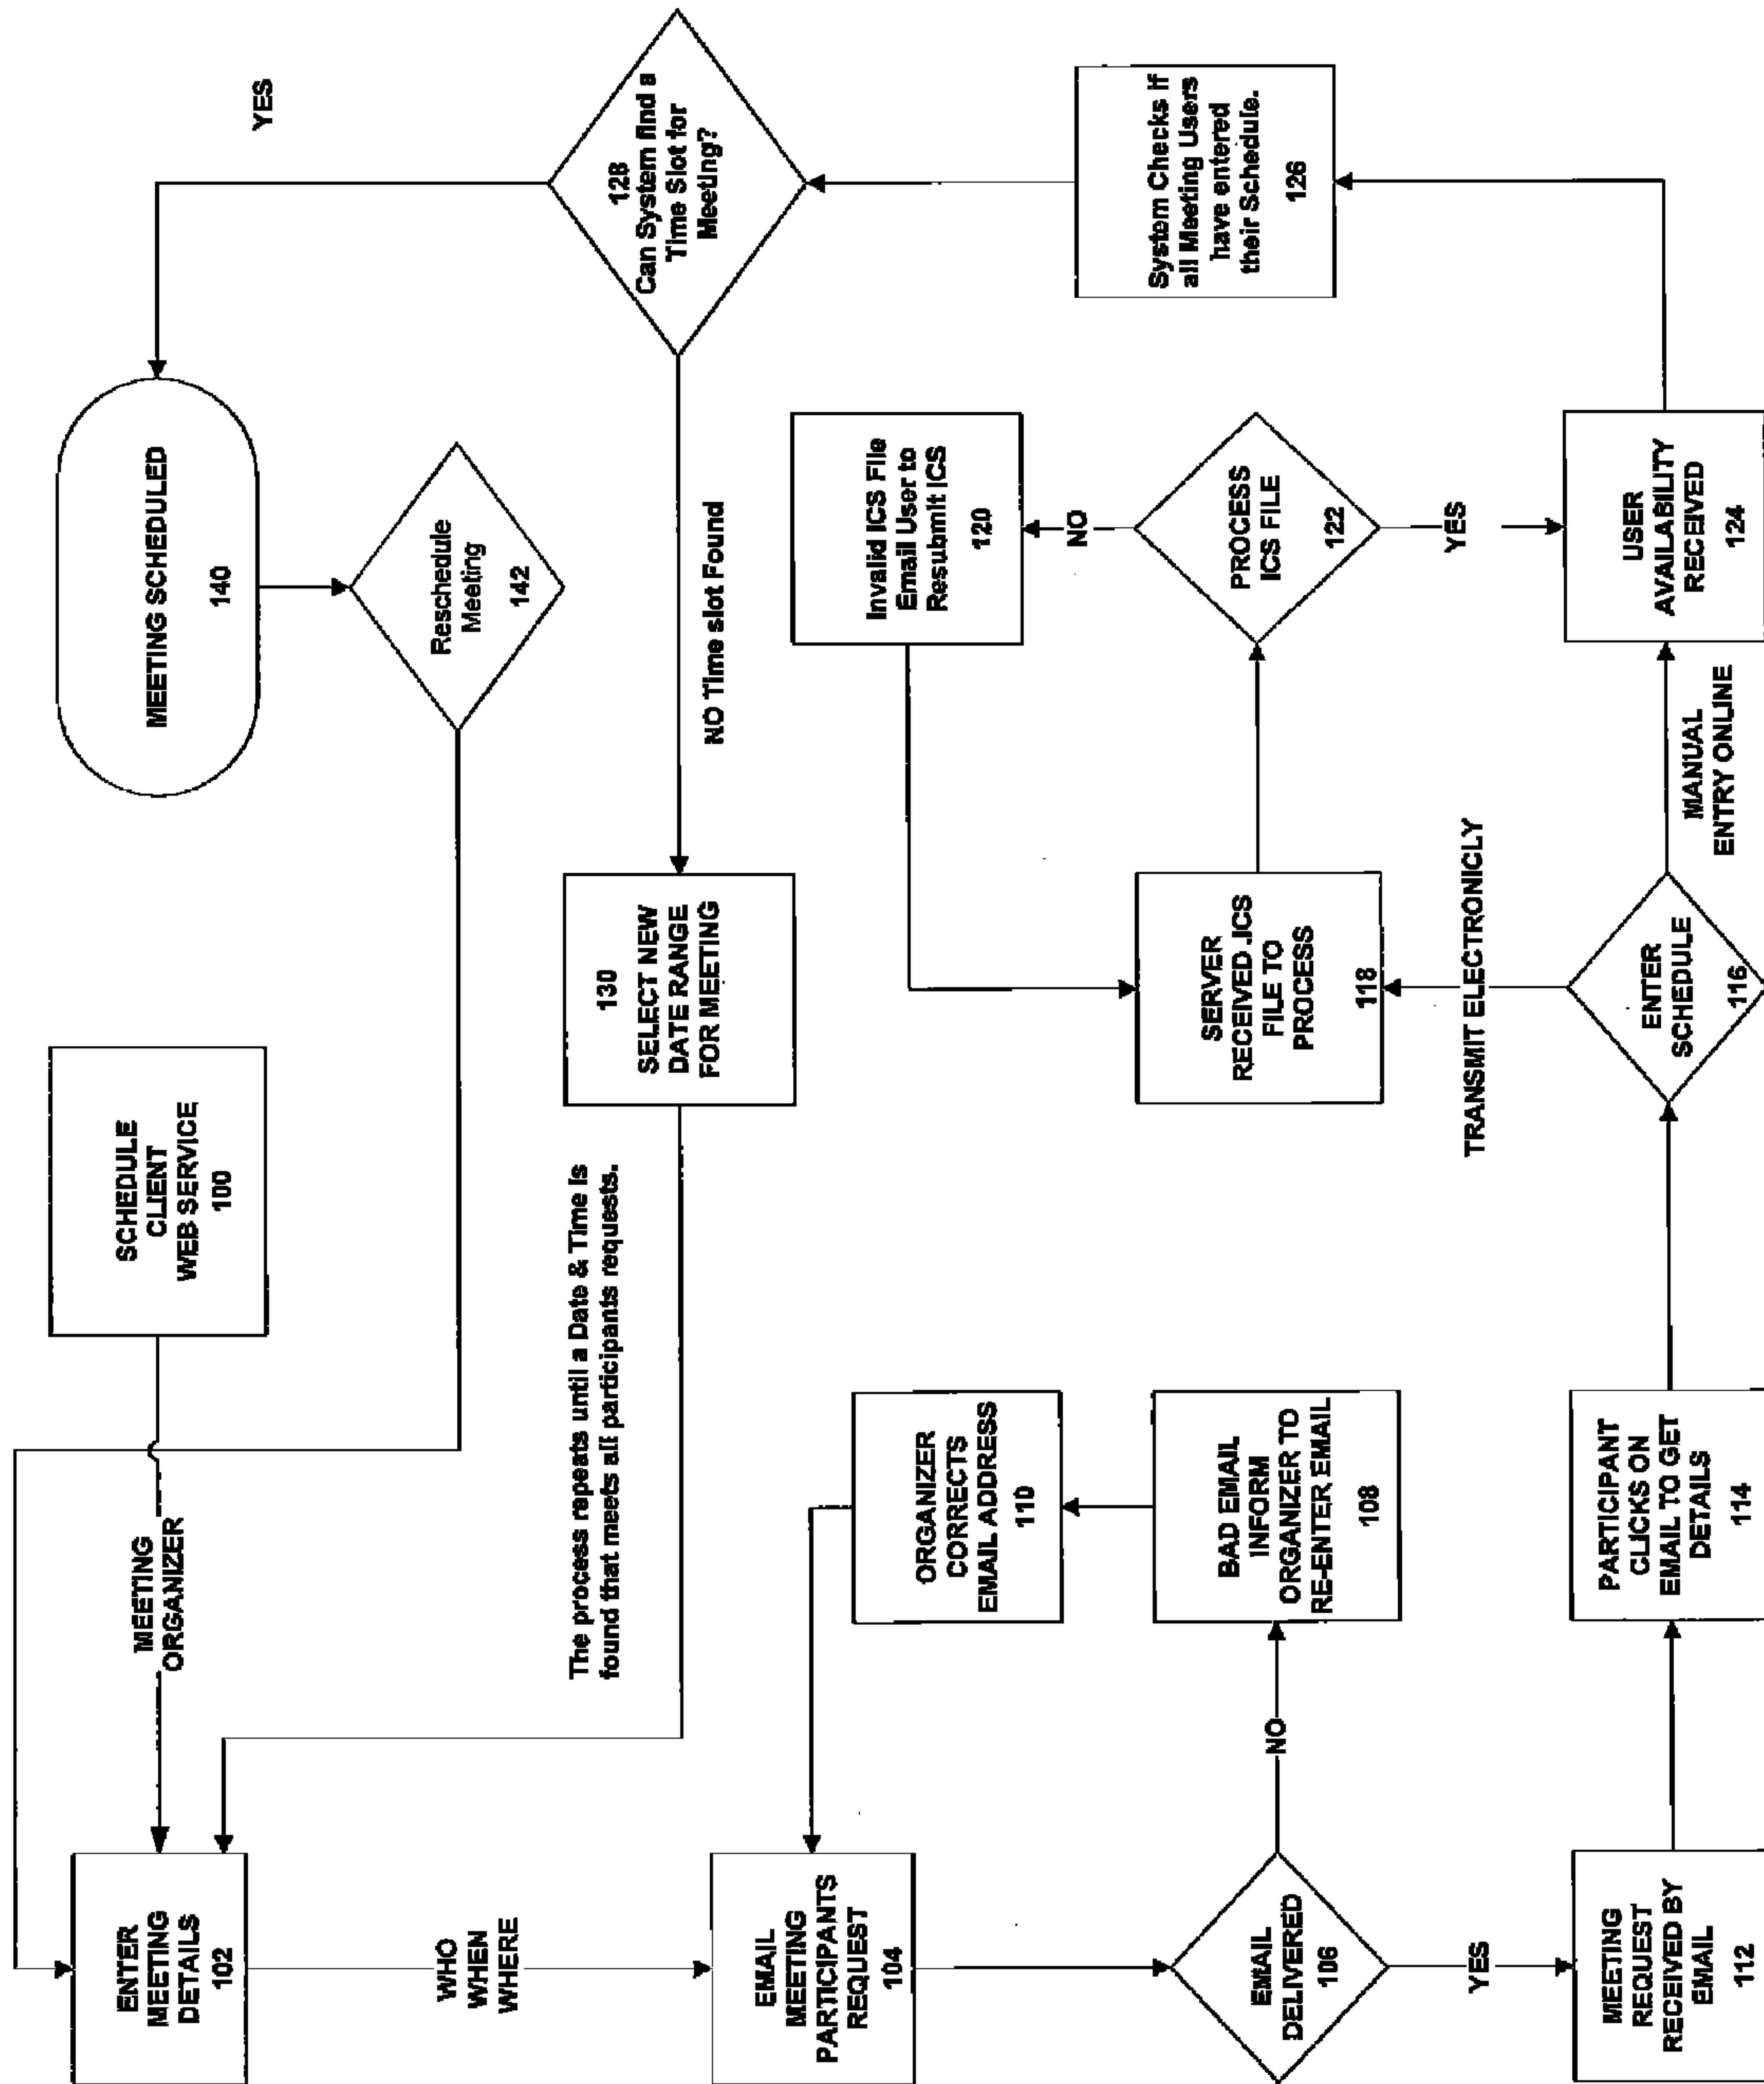 SCHEDULE
CLIENT
WEB SERVICE
100
MEETING
ORGANIZER
ENTER
MEETING
DETAILS
102
WHO
WHEN
WHERE
EMAIL
MEETING
PARTICIPANTS
REQUEST
104
EMAIL
DELIVERED
106
NO
BAD EMAIL
INFORM
ORGANIZER TO
RE-ENTER EMAIL
108
ORGANIZER
CORRECTS
EMAIL ADDRESS
110
YES
MEETING
REQUEST
RECEIVED BY
EMAIL
112
PARTICIPANT
CLICKS ON
EMAIL TO GET
DETAILS
114
ENTER
SCHEDULE
116
TRANSMIT ELECTRONICLY
SERVER
RECEIVED .ICS
FILE TO
PROCESS
118
PROCESS
ICS FILE
122
NO
Invalid ICS File
Email User to
Resubmit ICS
120
YES
MANUAL
ENTRY ONLINE
USER
AVAILABILITY
RECEIVED
124
System Checks if
all Meeting Users
have entered
their Schedule.
126
128
Can System find a
Time Slot for
Meeting?
NO Time slot Found
130
SELECT NEW
DATE RANGE
FOR MEETING
The process repeats until a Date & Time is
found that meets all participants requests.
YES
MEETING SCHEDULED
140
Reschedule
Meeting
142